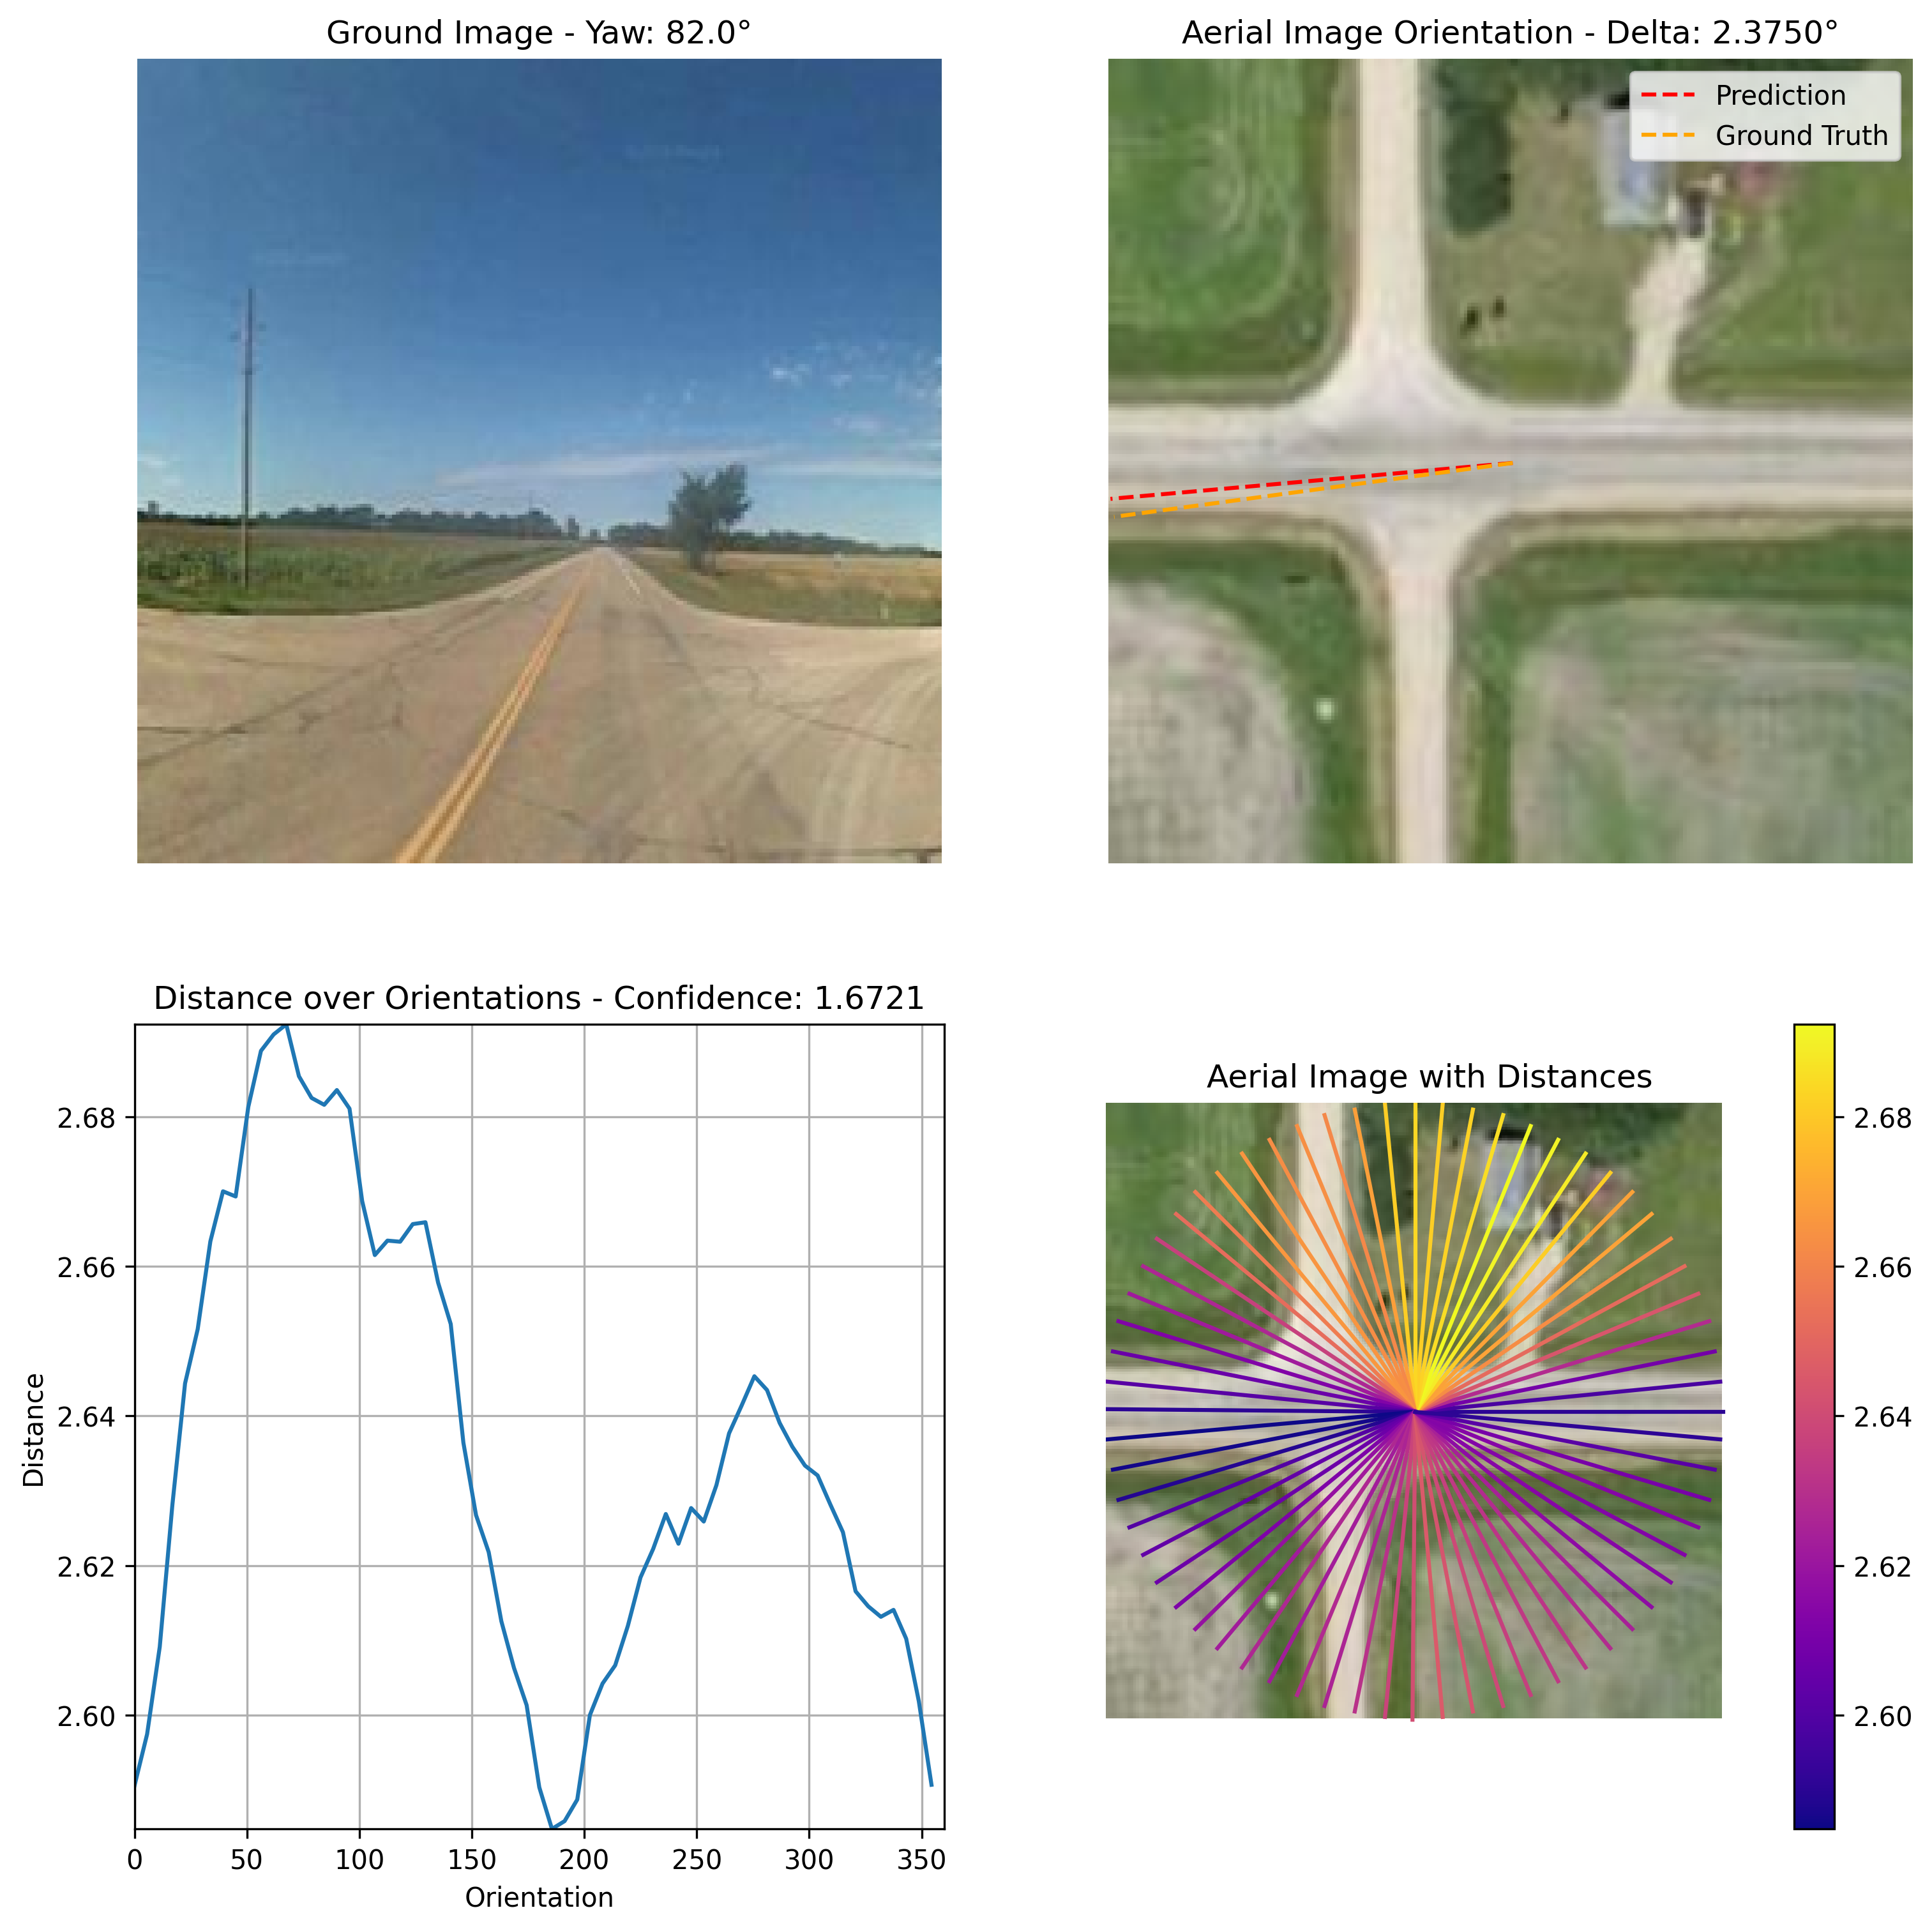 Ground Image - Yaw: 82.0°
Aerial Image Orientation - Delta: 2.3750°
Prediction
Ground Truth
Distance over Orientations - Confidence: 1.6721
Distance
2.68
2.66
2.64
2.62
2.60
0 50 100 150 200 250 300 350
Orientation
Aerial Image with Distances
2.68
2.66
2.64
2.62
2.60